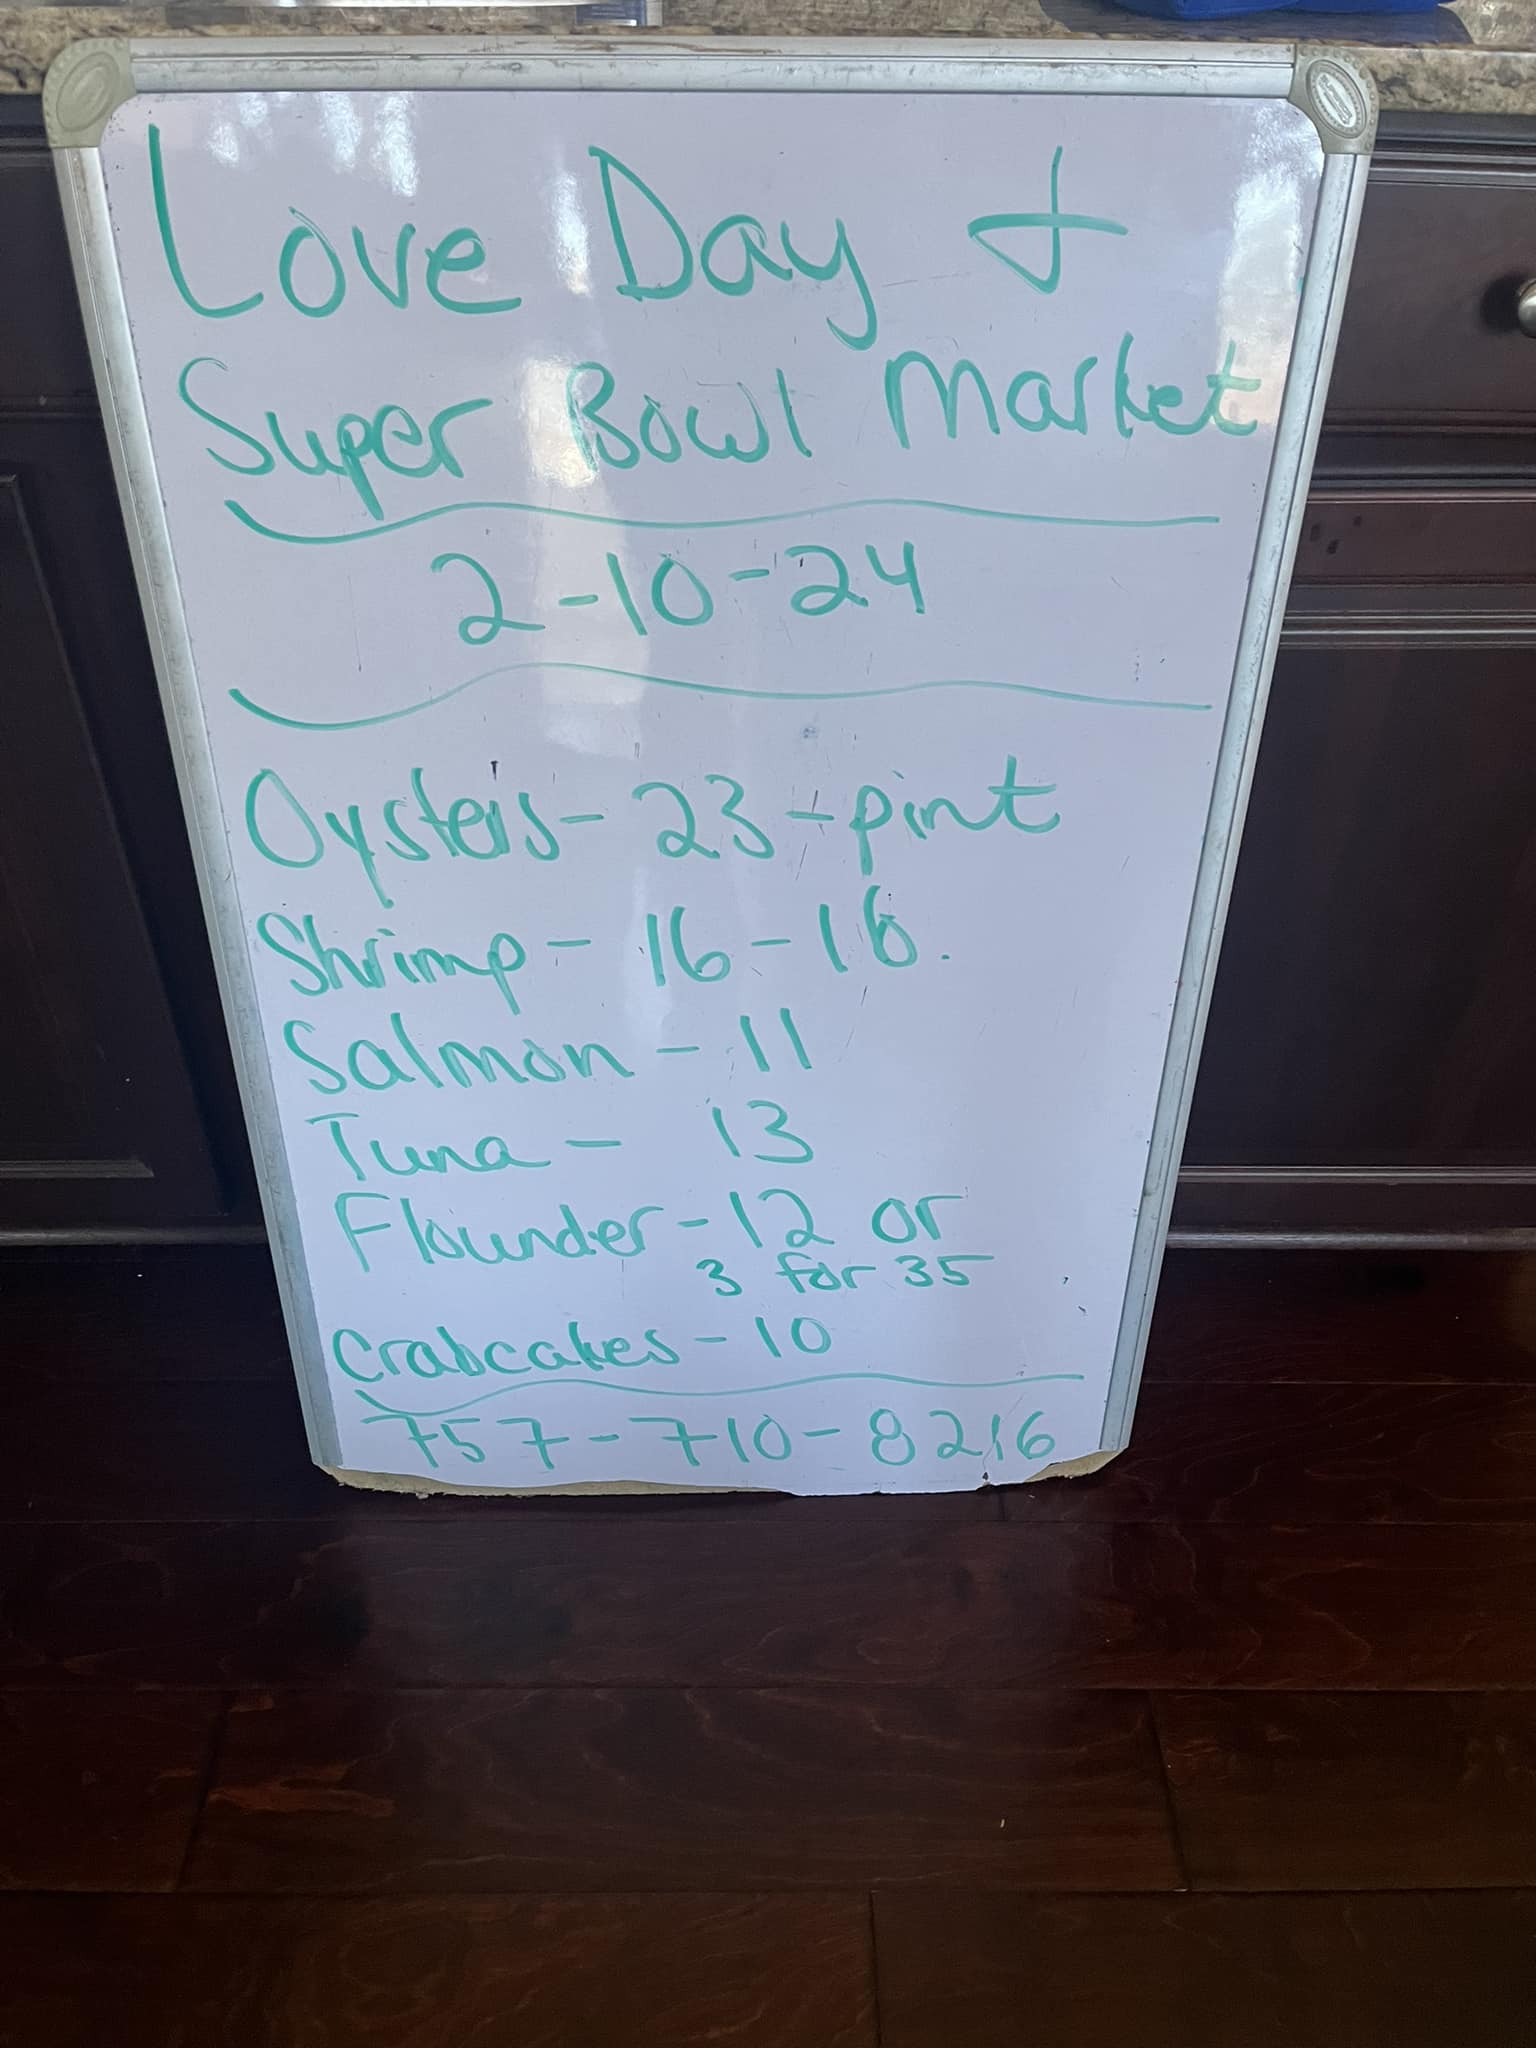 Love Day +
Super Bowl Market
2-10-24
Oysters - 23 - pint
Shrimp - 16 - lb.
Salmon - 11
Tuna - 13
Flounder - 12 or
3 for 35
Crabcakes - 10
757-710-8216